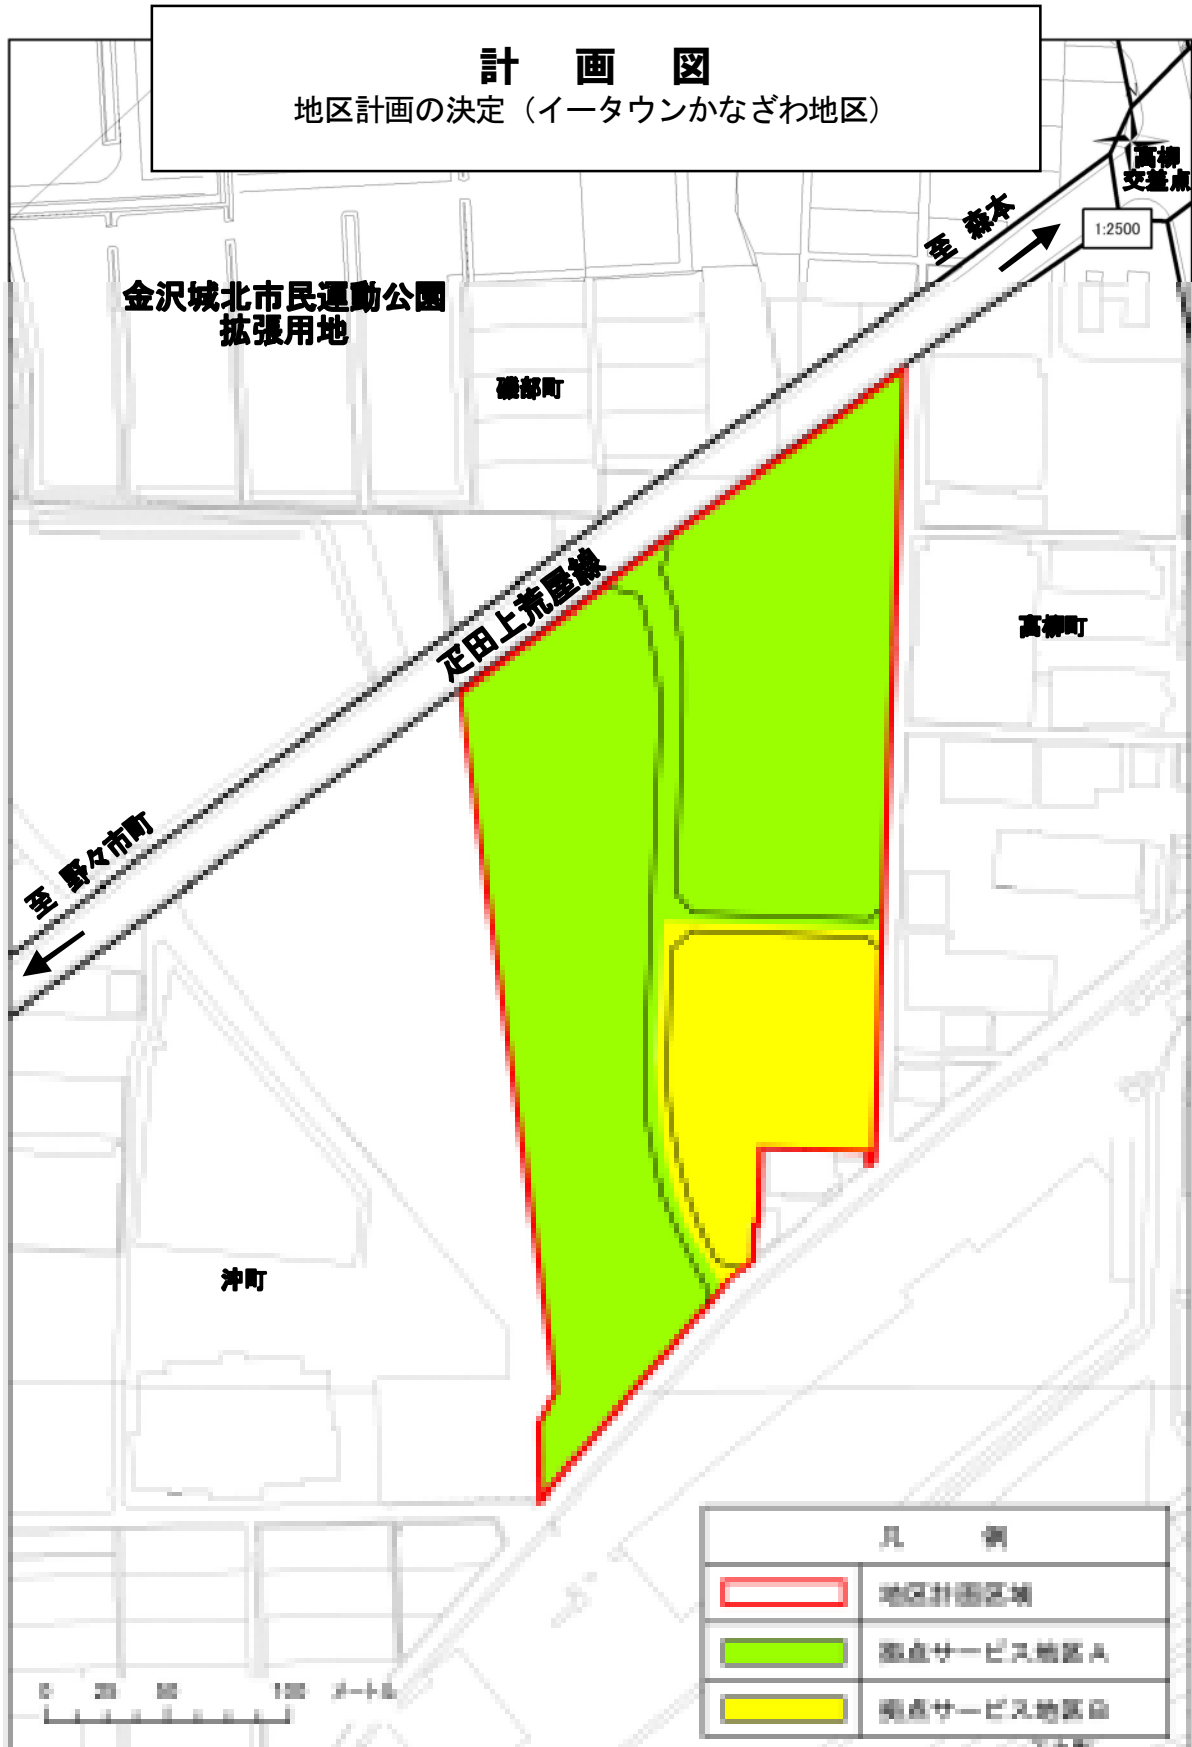 計 画 図
地区計画の決定（イータウンかなざわ地区）
高柳
交差点
1:2500
至 森本
金沢城北市民運動公園
拡張用地
磯部町
疋田上荒屋線
高柳町
至 野々市町
沖町
凡 例
地区計画区域
拠点サービス地区 A
拠点サービス地区 B
0 25 50 100 メートル